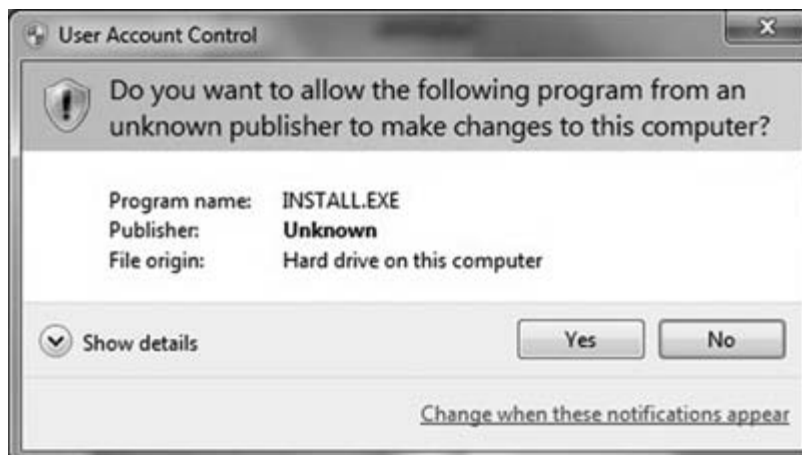 User Account Control
Do you want to allow the following program from an
unknown publisher to make changes to this computer?
Program name: INSTALL.EXE
Publisher: Unknown
File origin: Hard drive on this computer
Show details
Yes
No
Change when these notifications appear